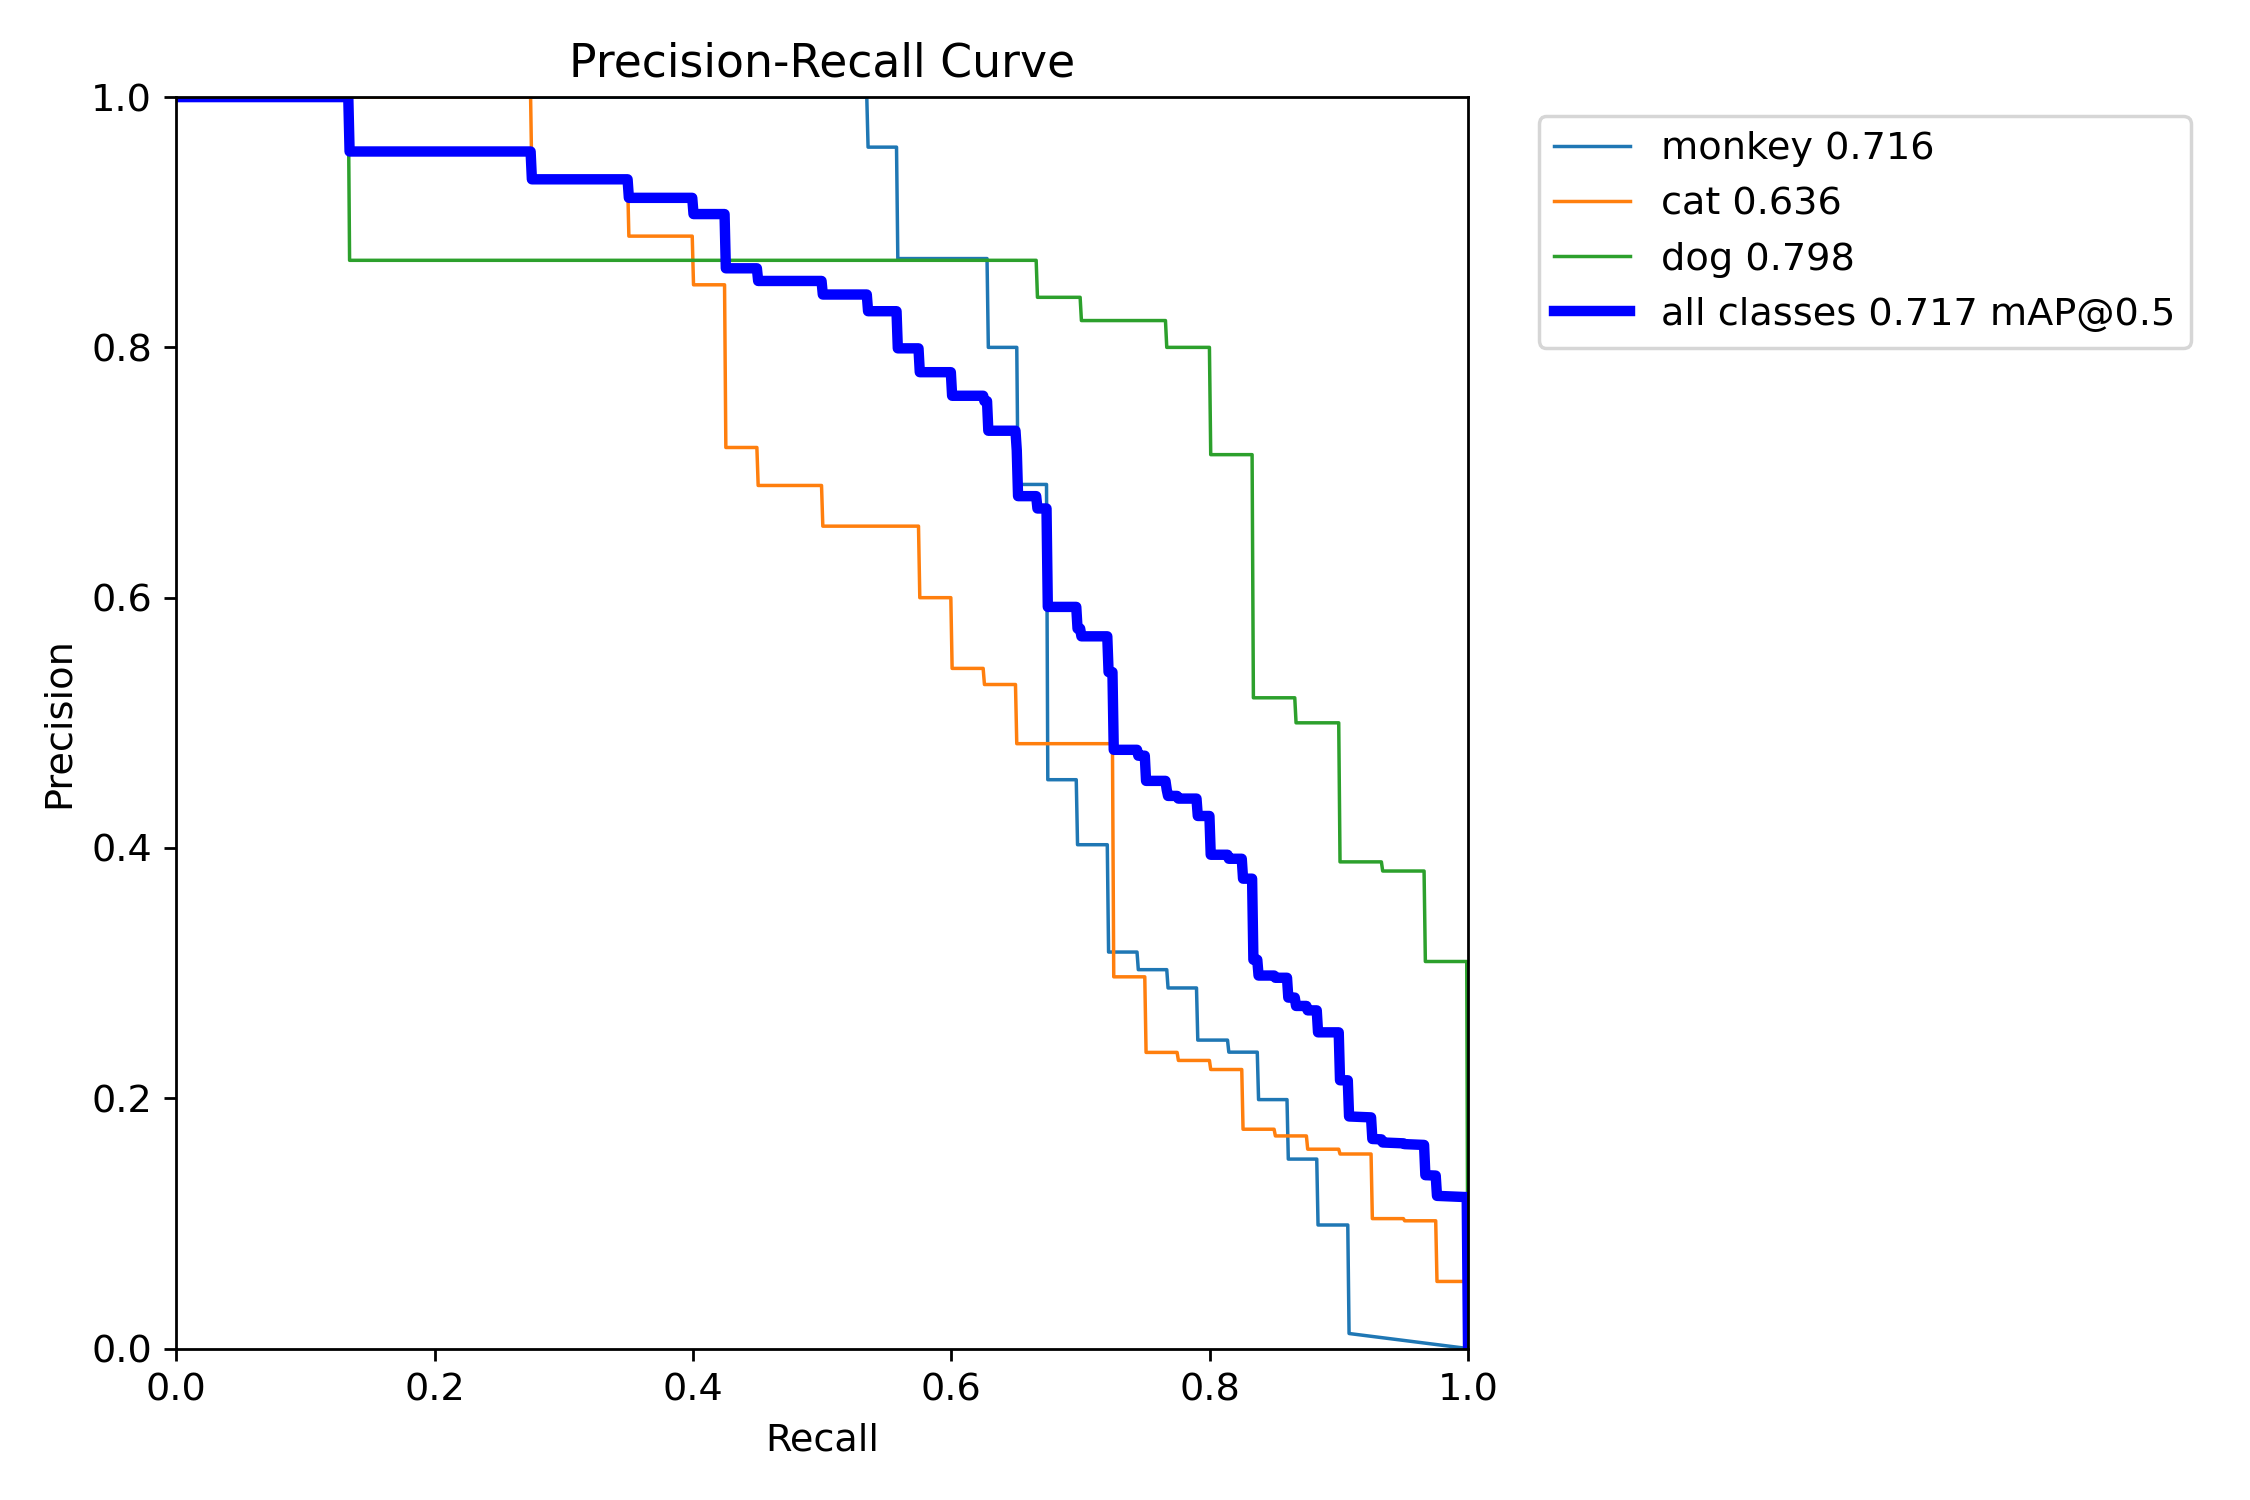 Precision-Recall Curve
1.0
0.8
0.6
0.4
0.2
0.0
Precision
0.0 0.2 0.4 0.6 0.8 1.0
Recall
monkey 0.716
cat 0.636
dog 0.798
all classes 0.717 mAP@0.5